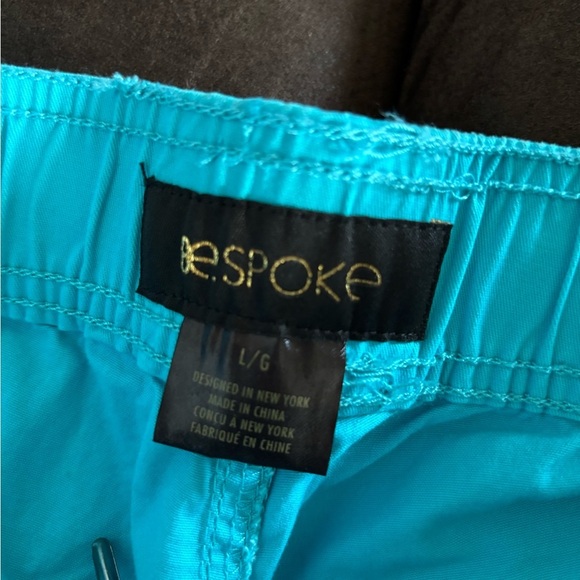 BE.SPOKE
L/G
DESIGNED IN NEW YORK
MADE IN CHINA
CONÇU À NEW YORK
FABRIQUÉ EN CHINE